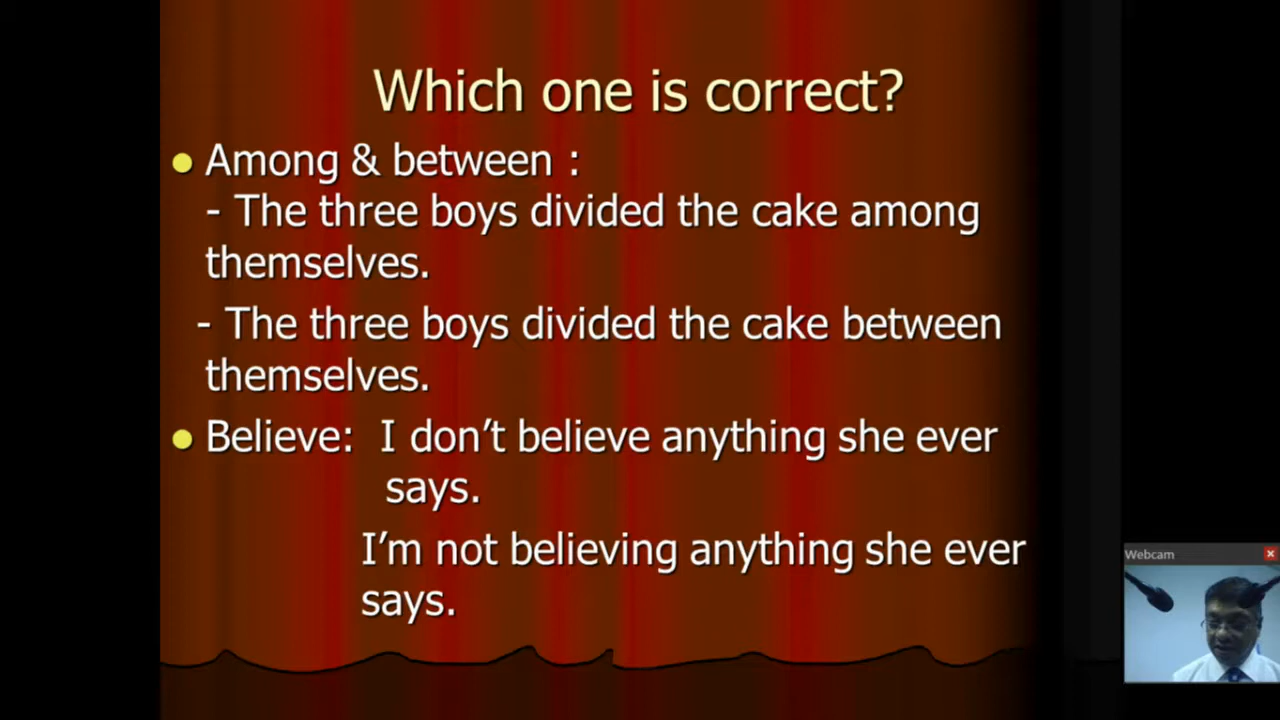 Which one is correct?
Among & between :
- The three boys divided the cake among
themselves.
- The three boys divided the cake between
themselves.
Believe: I don’t believe anything she ever
says.
I’m not believing anything she ever
says.
Webcam